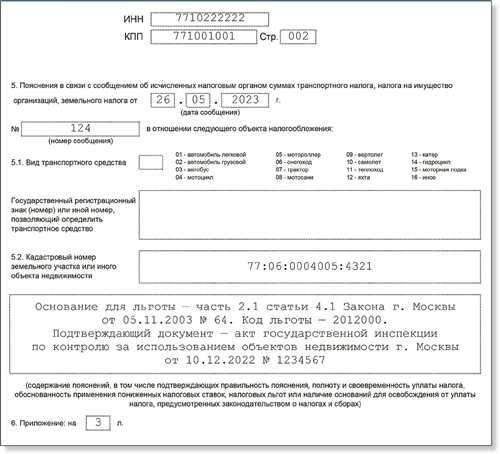 ИНН 7710222222
КПП 771001001 Стр. 002
5. Пояснения в связи с сообщением об исчисленных налоговым органом суммах транспортного налога, налога на имущество
организаций, земельного налога от 26 . 05 . 2023 г.
(дата сообщения)
№ 124 в отношении следующего объекта налогообложения:
(номер сообщения)
5.1. Вид транспортного средства
01 - автомобиль легковой 05 - мотороллер 09 - вертолет 13 - катер
02 - автомобиль грузовой 06 - снегоход 10 - самолет 14 - гидроцикл
03 - автобус 07 - трактор 11 - теплоход 15 - моторная лодка
04 - мотоцикл 08 - мотосани 12 - яхта 16 - иное
Государственный регистрационный
знак (номер) или иной номер,
позволяющий определить
транспортное средство
5.2. Кадастровый номер
земельного участка или иного
объекта недвижимости
77:06:0004005:4321
Основание для льготы — часть 2.1 статьи 4.1 Закона г. Москвы
от 05.11.2003 № 64. Код льготы — 2012000.
Подтверждающий документ — акт государственной инспекции
по контролю за использованием объектов недвижимости г. Москвы
от 10.12.2022 № 1234567
(содержание пояснений, в том числе подтверждающих правильность пояснения, полноту и своевременность уплаты налога,
обоснованность применения пониженных налоговых ставок, налоговых льгот или наличие оснований для освобождения от уплаты
налога, предусмотренных законодательством о налогах и сборах)
6. Приложение: на 3 л.